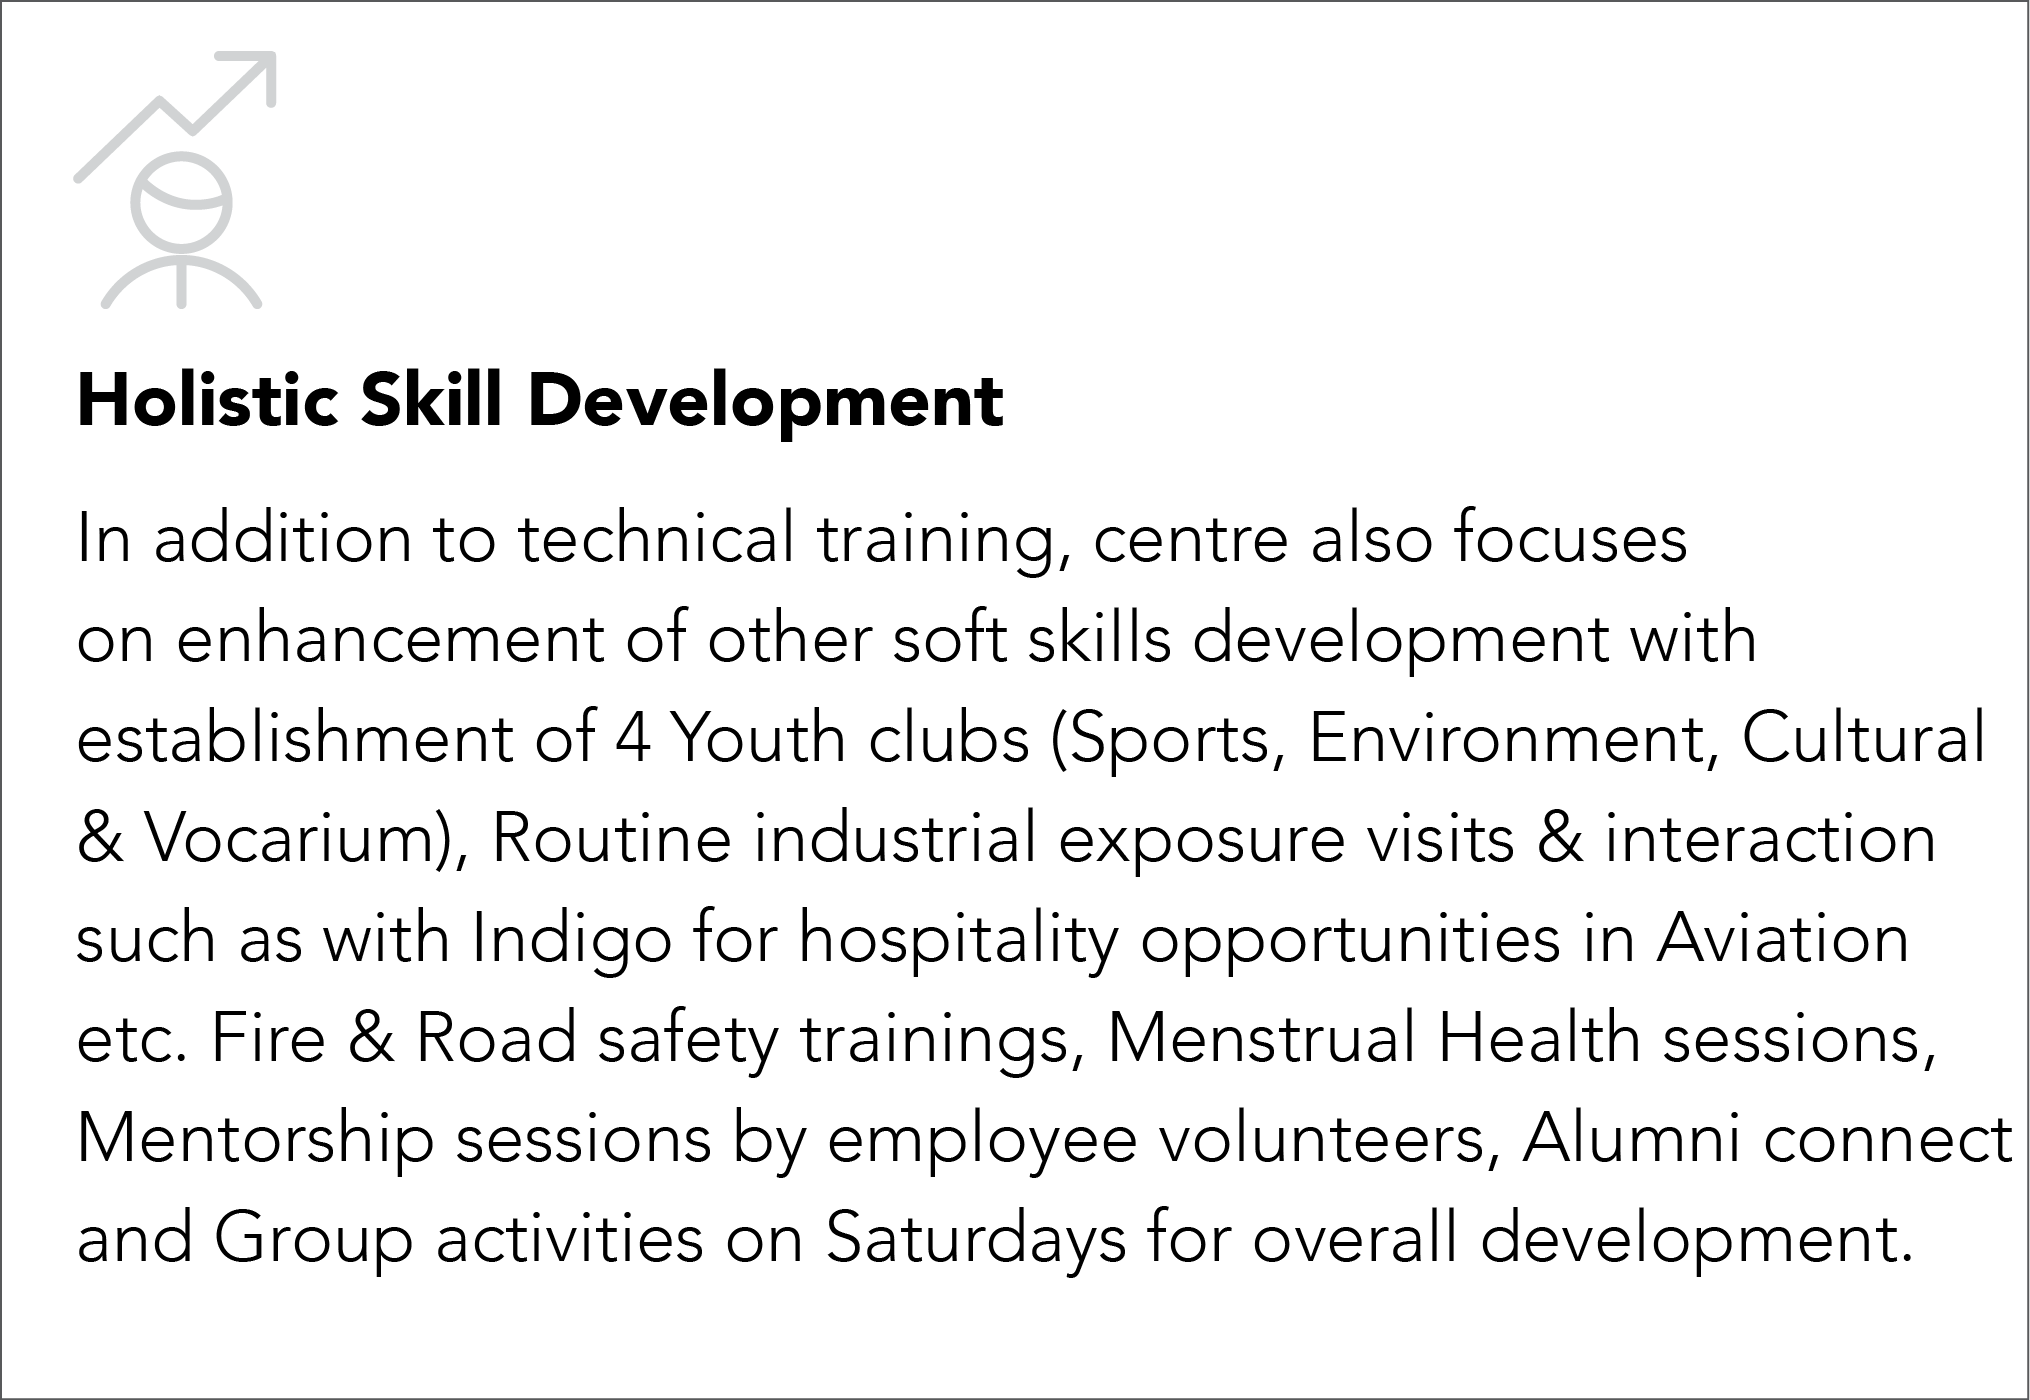 Holistic Skill Development
In addition to technical training, centre also focuses
on enhancement of other soft skills development with
establishment of 4 Youth clubs (Sports, Environment, Cultural
& Vocarium), Routine industrial exposure visits & interaction
such as with Indigo for hospitality opportunities in Aviation
etc. Fire & Road safety trainings, Menstrual Health sessions,
Mentorship sessions by employee volunteers, Alumni connect
and Group activities on Saturdays for overall development.